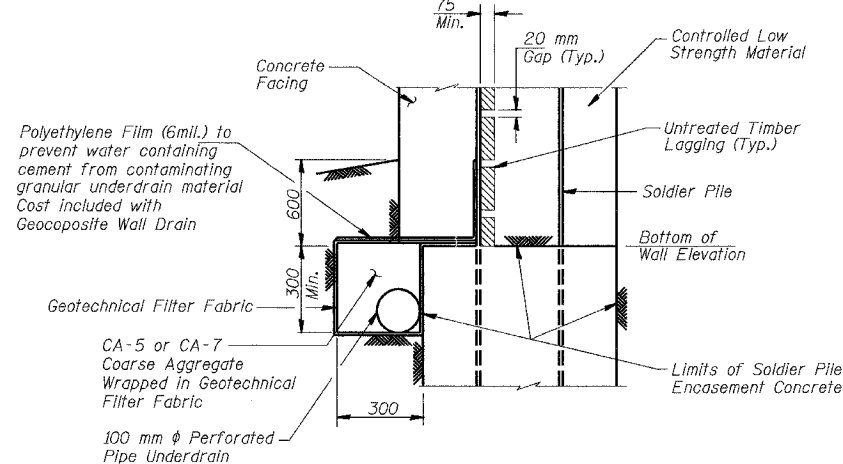 75
Min.
20 mm
Gap (Typ.)
Controlled Low
Strength Material
Concrete
Facing
Polyethylene Film (6mil.) to
prevent water containing
cement from contaminating
granular underdrain material
Cost included with
Geocoposite Wall Drain
Untreated Timber
Lagging (Typ.)
600
Soldier Pile
Bottom of
Wall Elevation
300
Min.
Geotechnical Filter Fabric
CA-5 or CA-7
Coarse Aggregate
Wrapped in Geotechnical
Filter Fabric
Limits of Soldier Pile
Encasement Concrete
300
100 mm ϕ Perforated
Pipe Underdrain